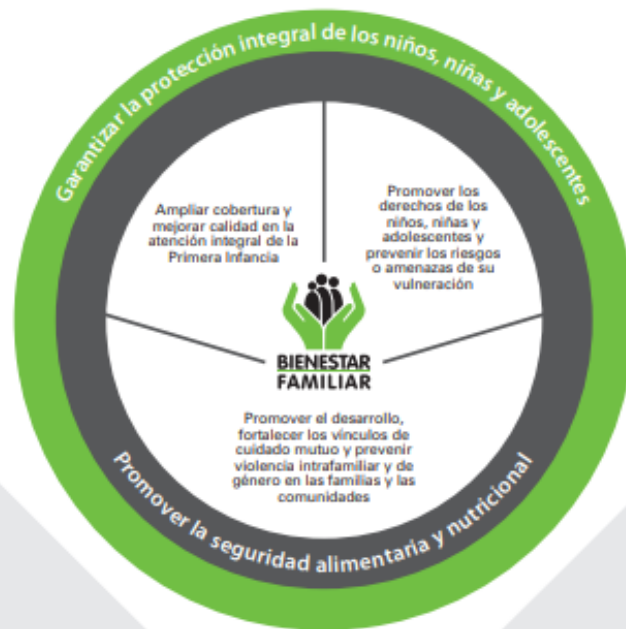 Garantizar la protección integral de los niños, niñas y adolescentes
Ampliar cobertura y
mejorar calidad en la
atención integral de la
Primera Infancia
Promover los
derechos de los
niños, niñas y
adolescentes y
prevenir los riesgos
o amenazas de su
vulneración
BIENESTAR
FAMILIAR
Promover el desarrollo,
fortalecer los vínculos de
cuidado mutuo y prevenir
violencia intrafamiliar y de
género en las familias y las
comunidades
Promover la seguridad alimentaria y nutricional